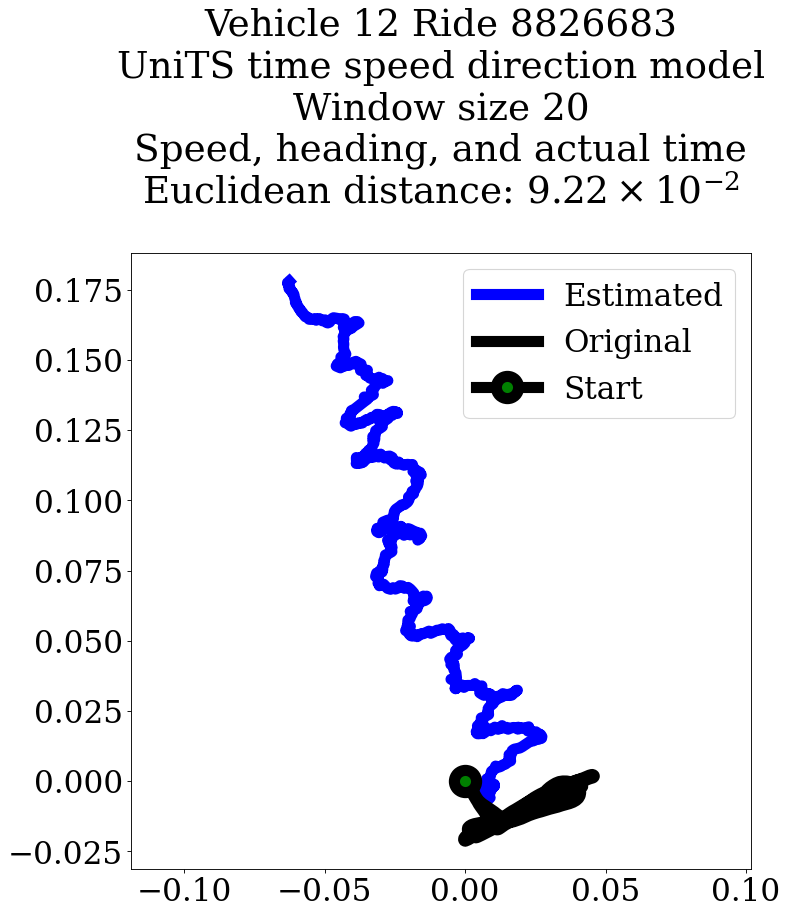 Vehicle 12 Ride 8826683
UniTS time speed direction model
Window size 20
Speed, heading, and actual time
Euclidean distance: 9.22 × 10⁻²
Estimated
Original
Start
0.175
0.150
0.125
0.100
0.075
0.050
0.025
0.000
−0.025
−0.10 −0.05 0.00 0.05 0.10